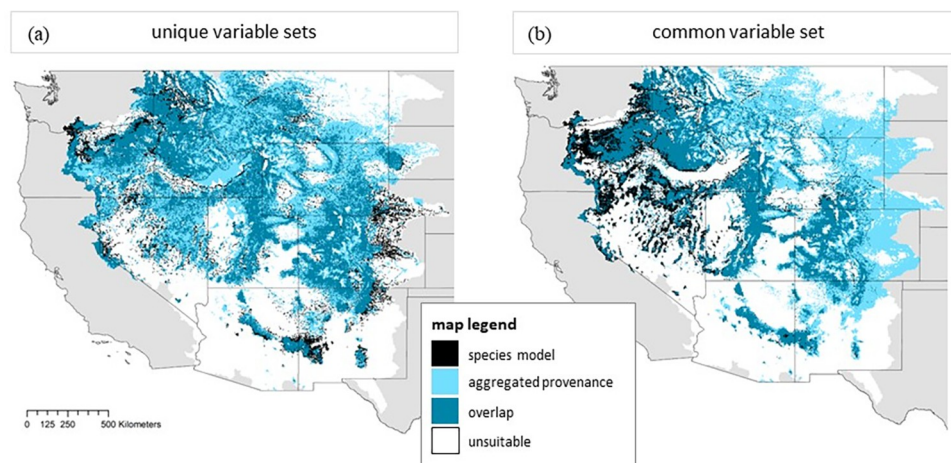 (a) unique variable sets
(b) common variable set
map legend
species model
aggregated provenance
overlap
unsuitable
0 125 250 500 Kilometers